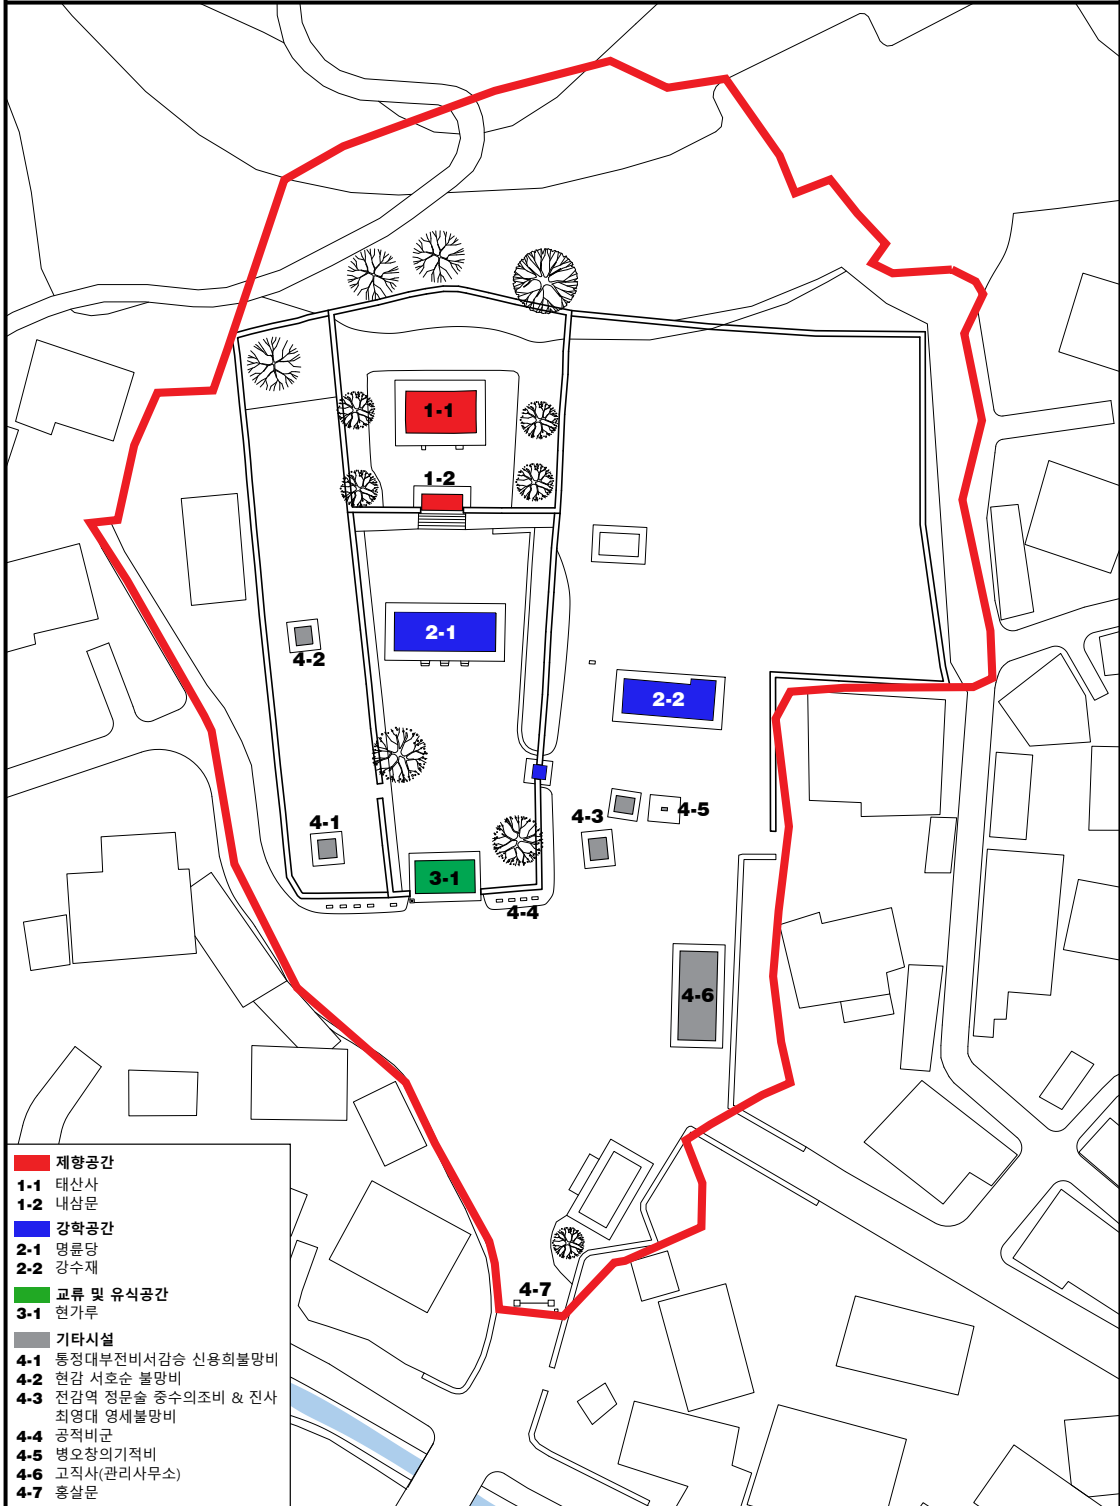 1-1
1-2
2-1
4-2
2-2
4-1
4-3
4-5
3-1
4-4
4-6
4-7
제향공간
1-1 태산사
1-2 내삼문
강학공간
2-1 명륜당
2-2 강수재
교류 및 유식공간
3-1 현가루
기타시설
4-1 통정대부전비서감승 신용희불망비
4-2 현감 서호순 불망비
4-3 전감역 정문술 중수의조비 & 진사
최영대 영세불망비
4-4 공적비군
4-5 병오창의기적비
4-6 고직사(관리사무소)
4-7 홍살문